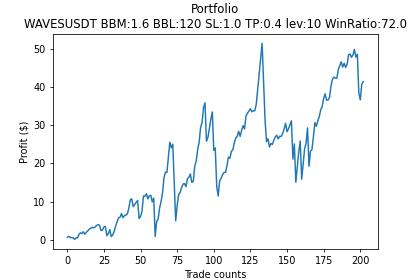 Portfolio
WAVESUSDT BBM:1.6 BBL:120 SL:1.0 TP:0.4 lev:10 WinRatio:72.0
Profit ($)
50
40
30
20
10
0
0 25 50 75 100 125 150 175 200
Trade counts